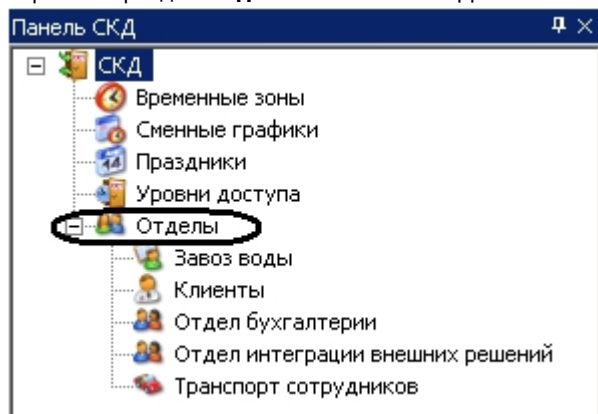 Панель СКД
СКД
Временные зоны
Сменные графики
Праздники
Уровни доступа
Отделы
Завоз воды
Клиенты
Отдел бухгалтерии
Отдел интеграции внешних решений
Транспорт сотрудников